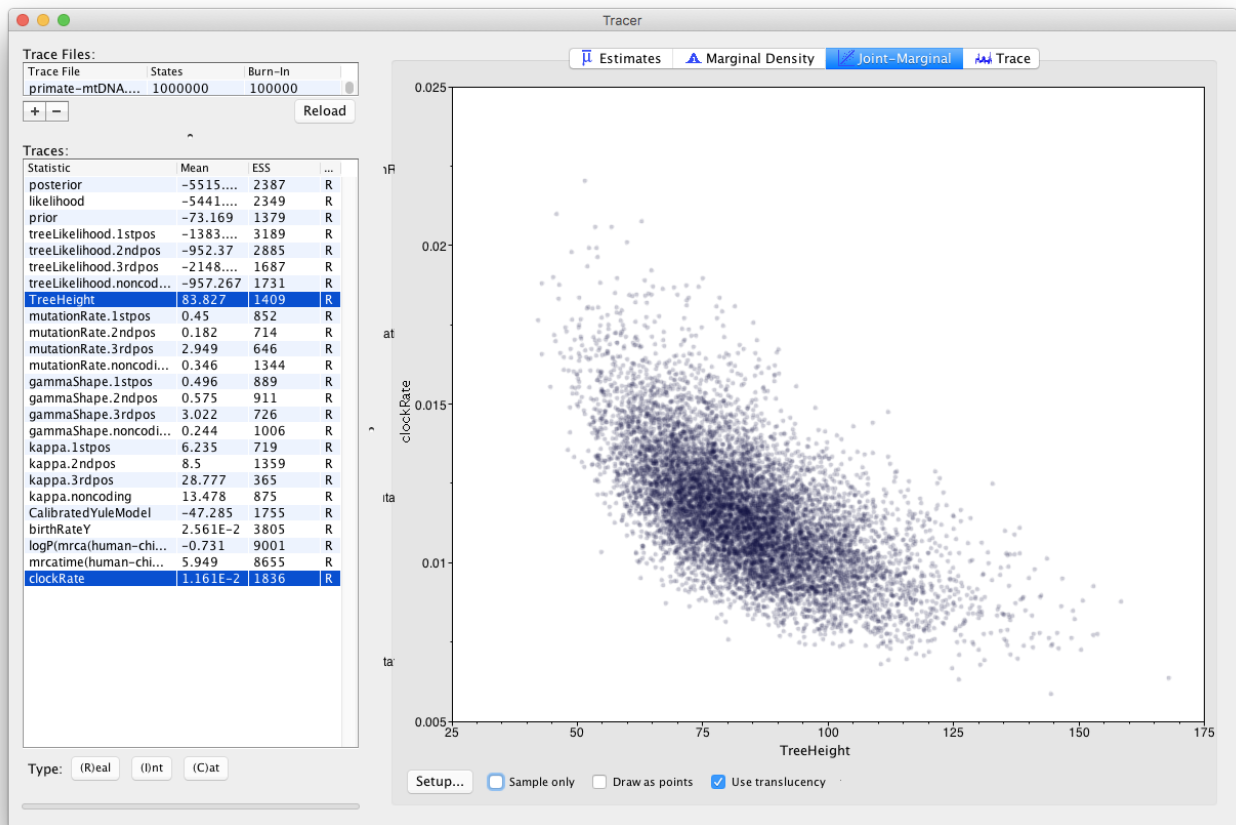 Tracer
Trace Files:
Trace File States Burn-In
primate-mtDNA.... 1000000 100000
+ − Reload
Traces:
Statistic Mean ESS ...
posterior -5515.... 2387 R
likelihood -5441.... 2349 R
prior -73.169 1379 R
treeLikelihood.1stpos -1383.... 3189 R
treeLikelihood.2ndpos -952.37 2885 R
treeLikelihood.3rdpos -2148.... 1687 R
treeLikelihood.noncod... -957.267 1731 R
TreeHeight 83.827 1409 R
mutationRate.1stpos 0.45 852 R
mutationRate.2ndpos 0.182 714 R
mutationRate.3rdpos 2.949 646 R
mutationRate.noncodi... 0.346 1344 R
gammaShape.1stpos 0.496 889 R
gammaShape.2ndpos 0.575 911 R
gammaShape.3rdpos 3.022 726 R
gammaShape.noncodi... 0.244 1006 R
kappa.1stpos 6.235 719 R
kappa.2ndpos 8.5 1359 R
kappa.3rdpos 28.777 365 R
kappa.noncoding 13.478 875 R
CalibratedYuleModel -47.285 1755 R
birthRateY 2.561E-2 3805 R
logP(mrca(human-chi... -0.731 9001 R
mrcatime(human-chi... 5.949 8655 R
clockRate 1.161E-2 1836 R
Type: (R)eal (I)nt (C)at
μ Estimates Marginal Density Joint-Marginal Trace
0.025
0.02
0.015
0.01
0.005
clockRate
25 50 75 100 125 150 175
TreeHeight
Setup... Sample only Draw as points Use translucency